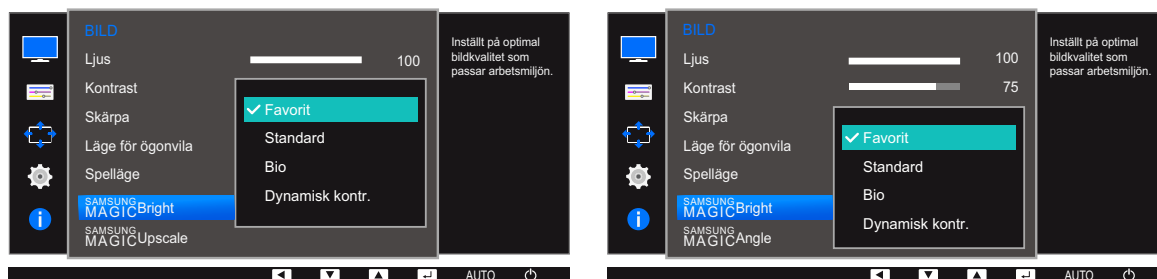 BILD
Ljus 100
Kontrast
Skärpa
Läge för ögonvila
Spelläge
SAMSUNG
MAGICBright
SAMSUNG
MAGICUpscale
Favorit
Standard
Bio
Dynamisk kontr.
Inställt på optimal
bildkvalitet som
passar arbetsmiljön.
AUTO
BILD
Ljus 100
Kontrast 75
Skärpa
Läge för ögonvila
Spelläge
SAMSUNG
MAGICBright
SAMSUNG
MAGICAngle
Favorit
Standard
Bio
Dynamisk kontr.
Inställt på optimal
bildkvalitet som
passar arbetsmiljön.
AUTO